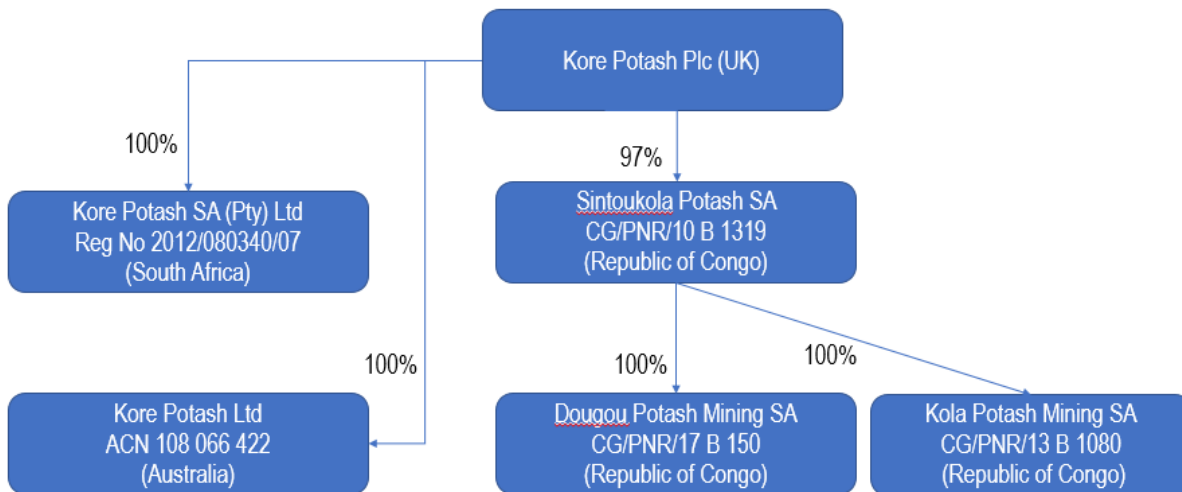 Kore Potash Plc (UK)
100%
97%
Kore Potash SA (Pty) Ltd
Reg No 2012/080340/07
(South Africa)
Sintoukola Potash SA
CG/PNR/10 B 1319
(Republic of Congo)
100%
100%
100%
Kore Potash Ltd
ACN 108 066 422
(Australia)
Dougou Potash Mining SA
CG/PNR/17 B 150
(Republic of Congo)
Kola Potash Mining SA
CG/PNR/13 B 1080
(Republic of Congo)